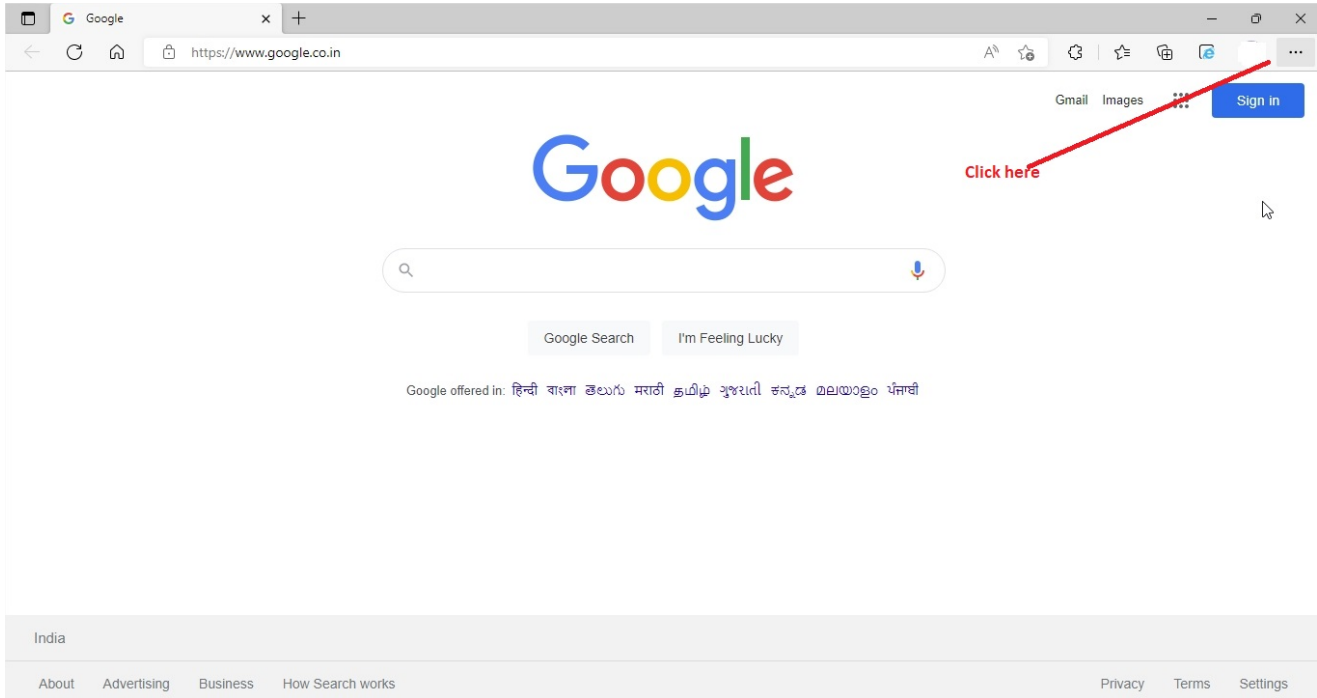 Google
https://www.google.co.in
Gmail Images Sign in
Google
Click here
Google Search I'm Feeling Lucky
Google offered in: हिन्दी বাংলা తెలుగు मराठी தமிழ் ગુજરાતી ಕನ್ನಡ മലയാളം ਪੰਜਾਬੀ
India
About Advertising Business How Search works Privacy Terms Settings